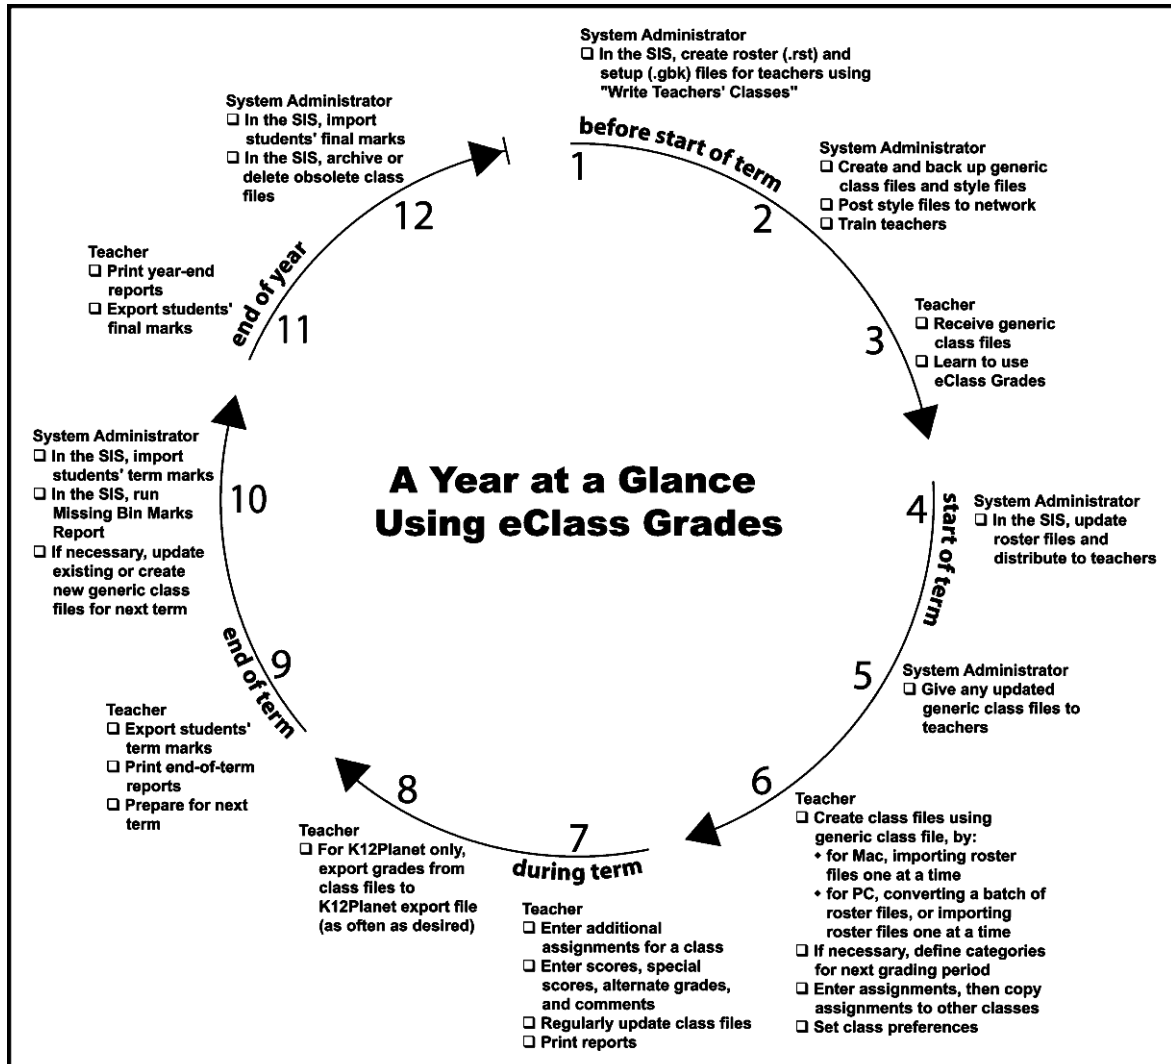 System Administrator
❏ In the SIS, create roster (.rst) and
setup (.gbk) files for teachers using
"Write Teachers' Classes"
before start of term
1
System Administrator
❏ Create and back up generic
class files and style files
❏ Post style files to network
❏ Train teachers
2
Teacher
❏ Receive generic
class files
❏ Learn to use
eClass Grades
3
A Year at a Glance
Using eClass Grades
start of term
4
System Administrator
❏ In the SIS, update
roster files and
distribute to teachers
5
System Administrator
❏ Give any updated
generic class files to
teachers
6
Teacher
❏ Create class files using
generic class file, by:
◆ for Mac, importing roster
files one at a time
◆ for PC, converting a batch of
roster files, or importing
roster files one at a time
❏ If necessary, define categories
for next grading period
❏ Enter assignments, then copy
assignments to other classes
❏ Set class preferences
7
during term
Teacher
❏ Enter additional
assignments for a class
❏ Enter scores, special
scores, alternate grades,
and comments
❏ Regularly update class files
❏ Print reports
8
Teacher
❏ For K12Planet only,
export grades from
class files to
K12Planet export file
(as often as desired)
9
end of term
Teacher
❏ Export students'
term marks
❏ Print end-of-term
reports
❏ Prepare for next
term
10
System Administrator
❏ In the SIS, import
students' term marks
❏ In the SIS, run
Missing Bin Marks
Report
❏ If necessary, update
existing or create
new generic class
files for next term
11
end of year
Teacher
❏ Print year-end
reports
❏ Export students'
final marks
12
System Administrator
❏ In the SIS, import
students' final marks
❏ In the SIS, archive or
delete obsolete class
files